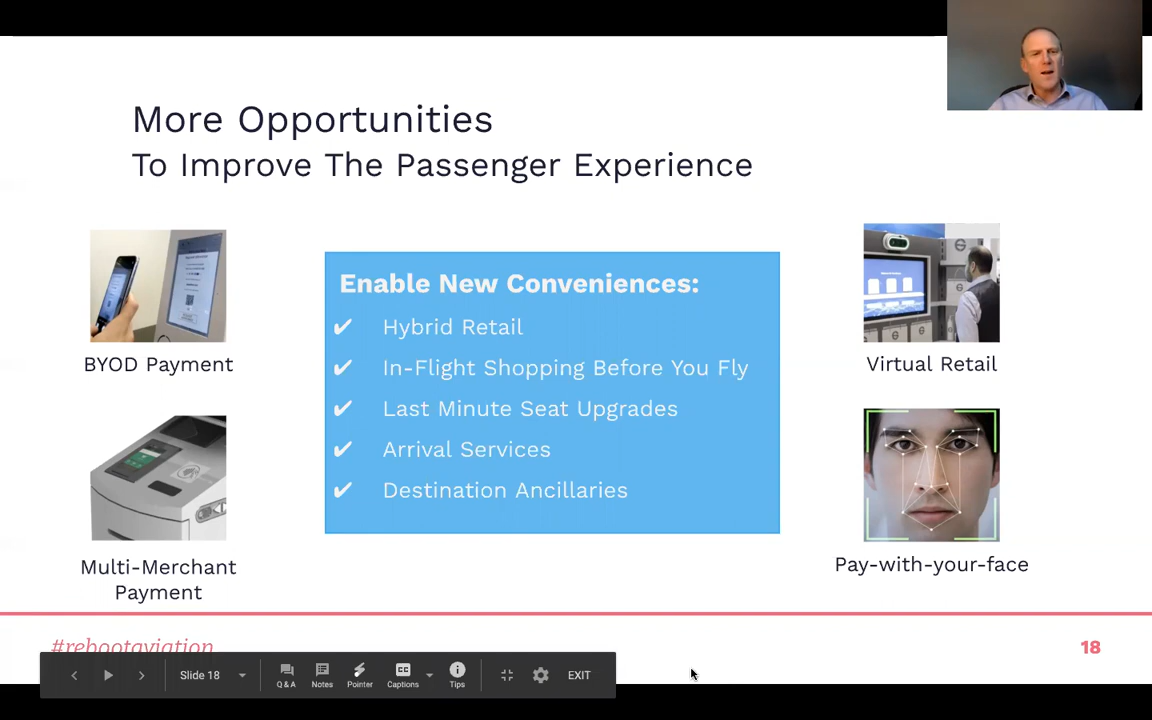 More Opportunities
To Improve The Passenger Experience
BYOD Payment
Multi-Merchant
Payment
Enable New Conveniences:
✔ Hybrid Retail
✔ In-Flight Shopping Before You Fly
✔ Last Minute Seat Upgrades
✔ Arrival Services
✔ Destination Ancillaries
Virtual Retail
Pay-with-your-face
#rebootaviation
18
Slide 18
Q & A
Notes
Pointer
CC
Captions
Tips
EXIT